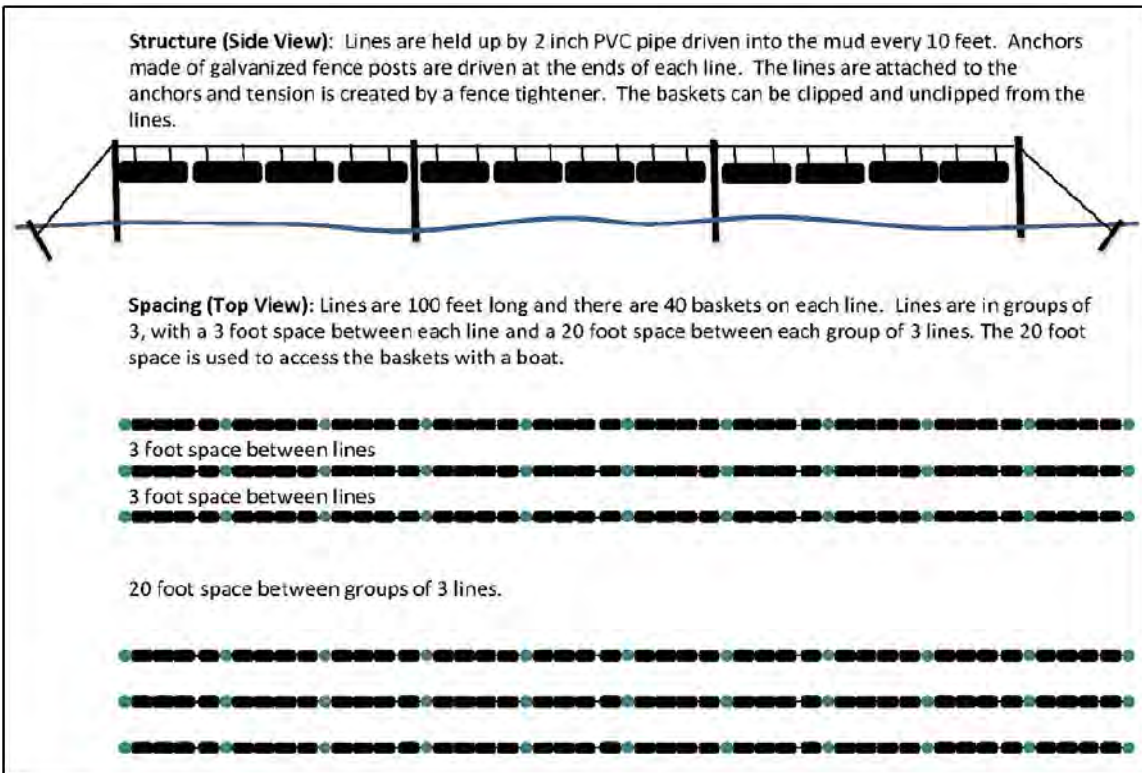 Structure (Side View): Lines are held up by 2 inch PVC pipe driven into the mud every 10 feet. Anchors
made of galvanized fence posts are driven at the ends of each line. The lines are attached to the
anchors and tension is created by a fence tightener. The baskets can be clipped and unclipped from the
lines.
Spacing (Top View): Lines are 100 feet long and there are 40 baskets on each line. Lines are in groups of
3, with a 3 foot space between each line and a 20 foot space between each group of 3 lines. The 20 foot
space is used to access the baskets with a boat.
3 foot space between lines
3 foot space between lines
20 foot space between groups of 3 lines.